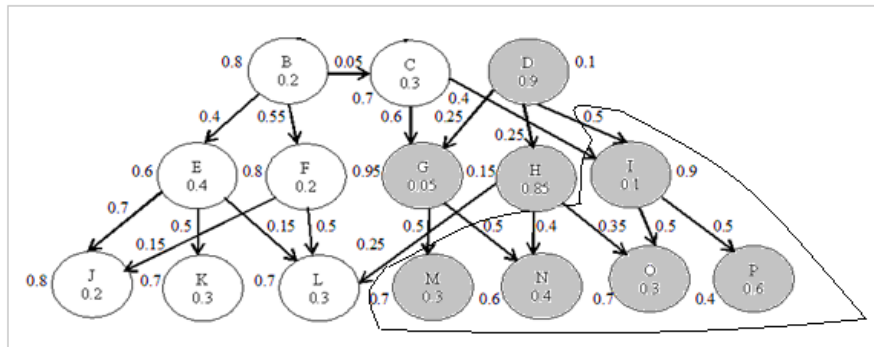 0.8 B 0.2 0.05 C 0.3 D 0.9 0.1
0.4 0.55 0.7 0.6 0.4 0.25 0.25 0.5
0.6 E 0.4 0.8 F 0.2 0.95 G 0.05 0.15 H 0.85 I 0.1 0.9
0.7 0.15 0.5 0.15 0.5 0.25 0.5 0.5 0.4 0.35 0.5 0.5
0.8 J 0.2 0.7 K 0.3 0.7 L 0.3 0.7 M 0.3 0.6 N 0.4 0.7 O 0.3 0.4 P 0.6